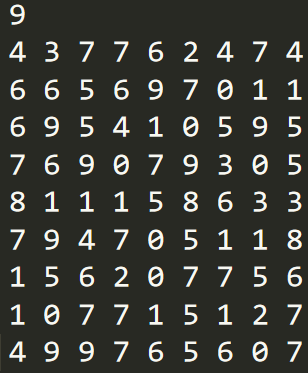 9
4 3 7 7 6 2 4 7 4
6 6 5 6 9 7 0 1 1
6 9 5 4 1 0 5 9 5
7 6 9 0 7 9 3 0 5
8 1 1 1 5 8 6 3 3
7 9 4 7 0 5 1 1 8
1 5 6 2 0 7 7 5 6
1 0 7 7 1 5 1 2 7
4 9 9 7 6 5 6 0 7